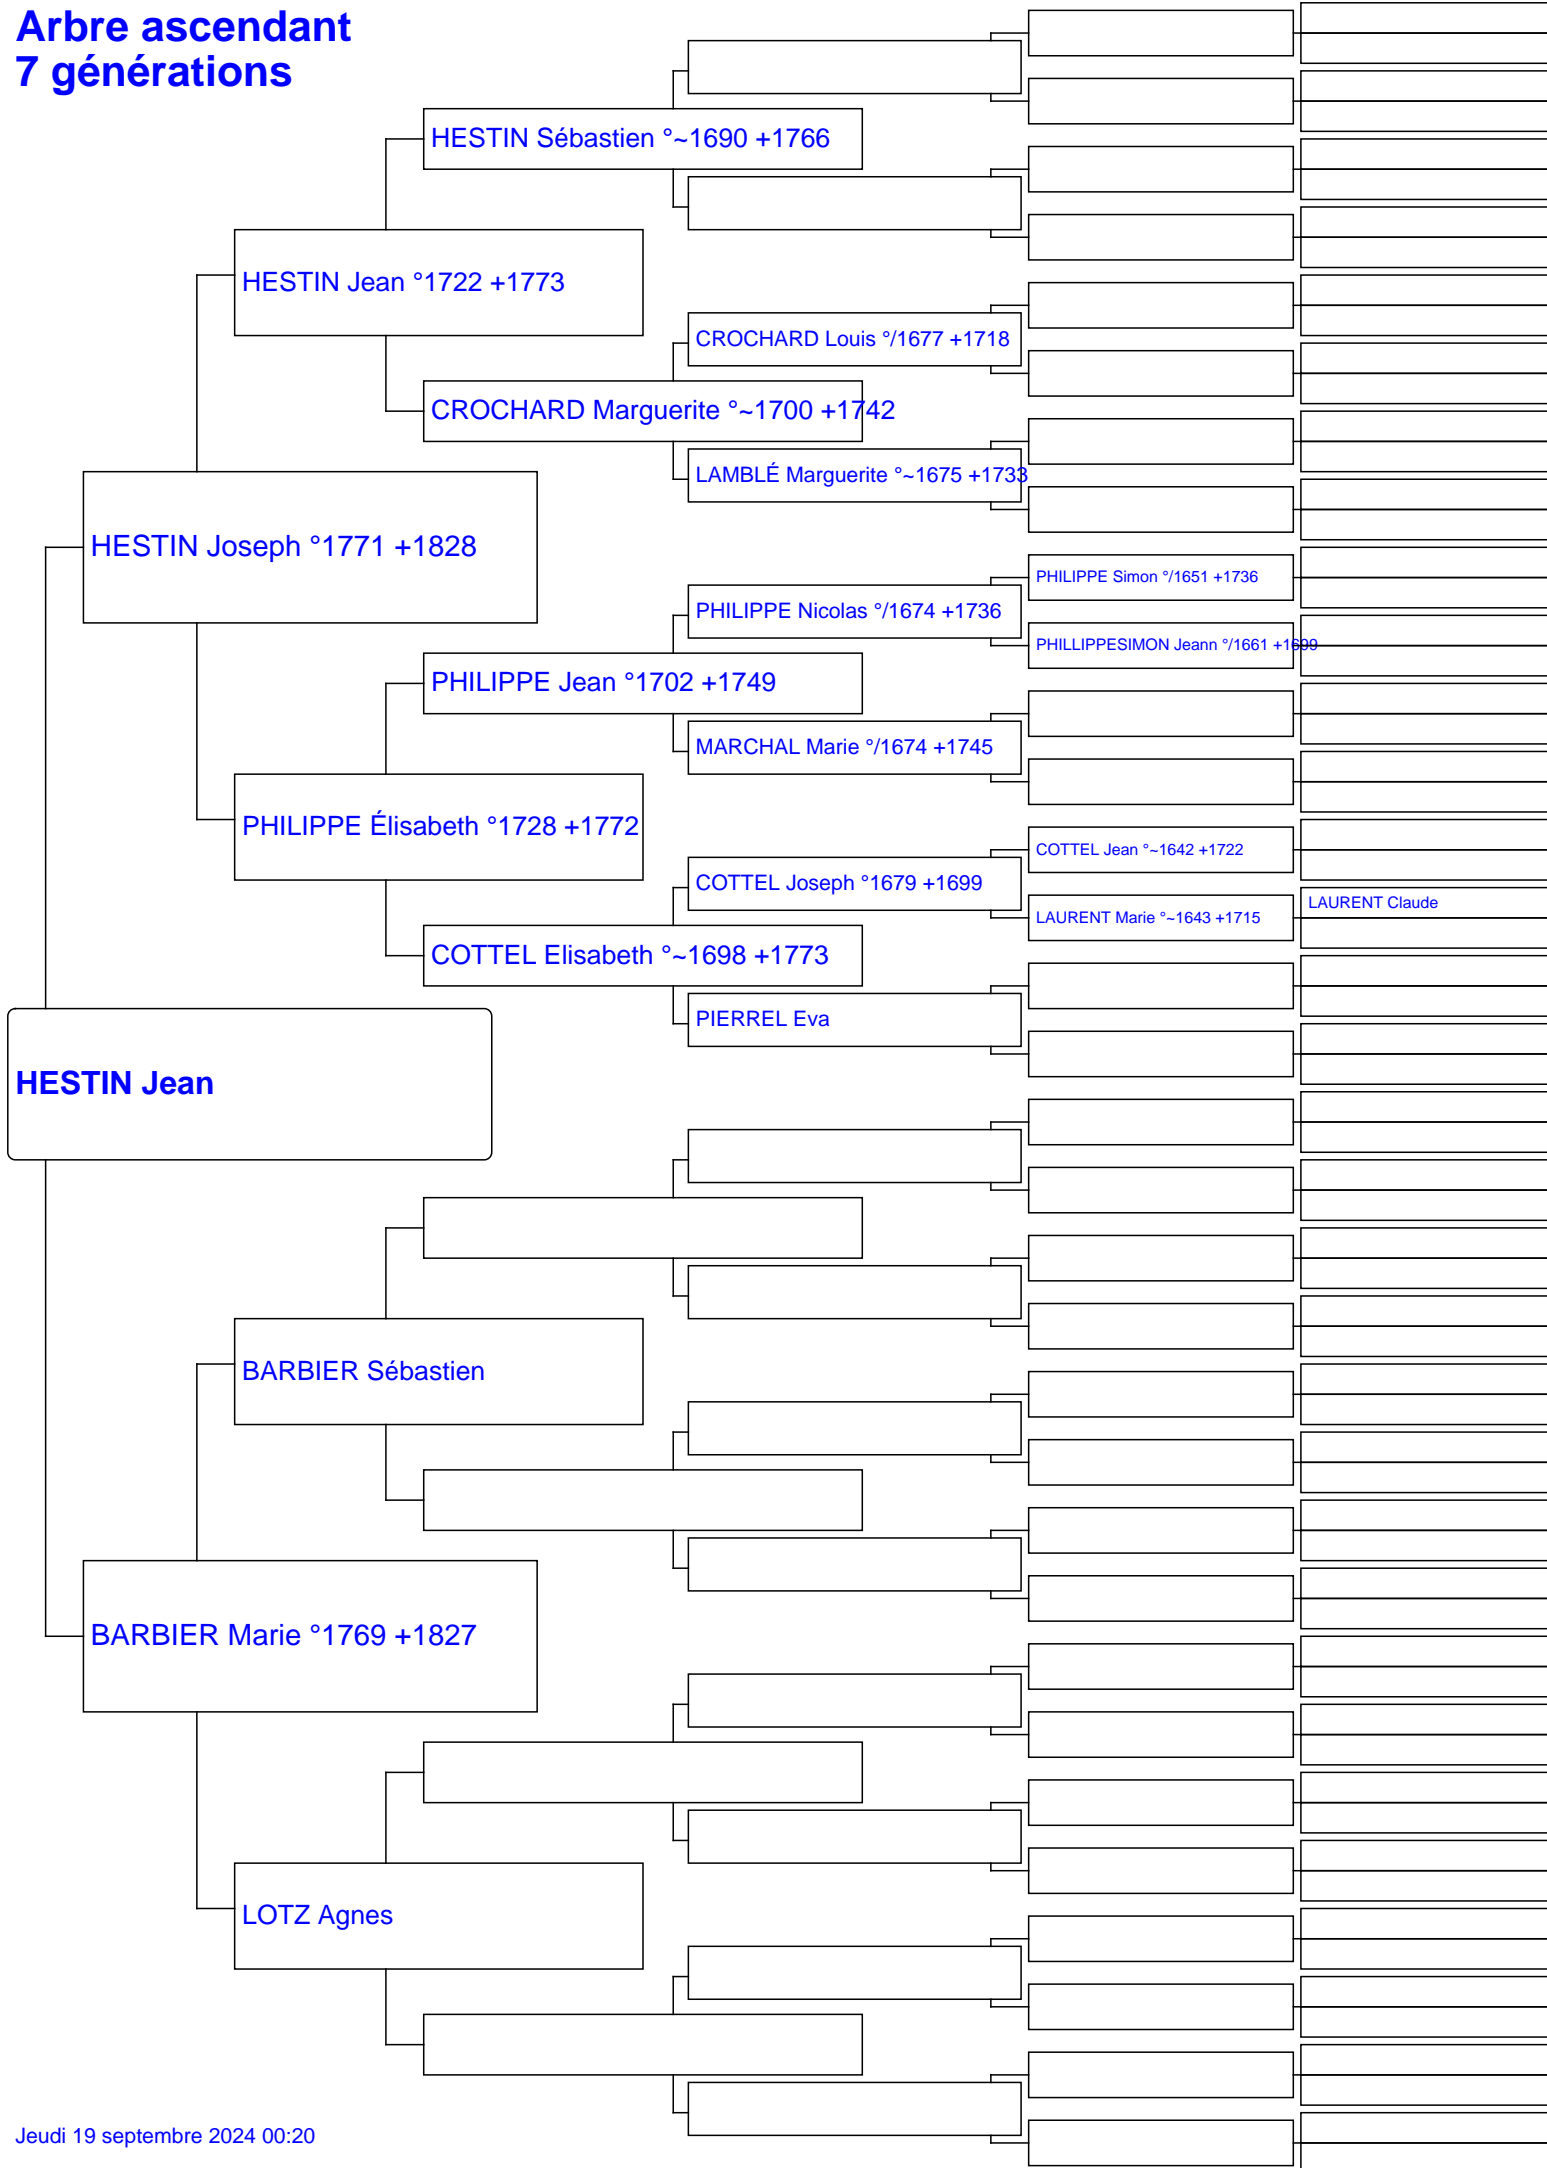 Arbre ascendant
7 générations
HESTIN Sébastien °~1690 +1766
HESTIN Jean °1722 +1773
CROCHARD Louis °/1677 +1718
CROCHARD Marguerite °~1700 +1742
LAMBLÉ Marguerite °~1675 +1733
HESTIN Joseph °1771 +1828
PHILIPPE Simon °/1651 +1736
PHILIPPE Nicolas °/1674 +1736
PHILLIPPESIMON Jeann °/1661 +1699
PHILIPPE Jean °1702 +1749
MARCHAL Marie °/1674 +1745
PHILIPPE Élisabeth °1728 +1772
COTTEL Jean °~1642 +1722
COTTEL Joseph °1679 +1699
LAURENT Claude
LAURENT Marie °~1643 +1715
COTTEL Elisabeth °~1698 +1773
PIERREL Eva
HESTIN Jean
BARBIER Sébastien
BARBIER Marie °1769 +1827
LOTZ Agnes
Jeudi 19 septembre 2024 00:20